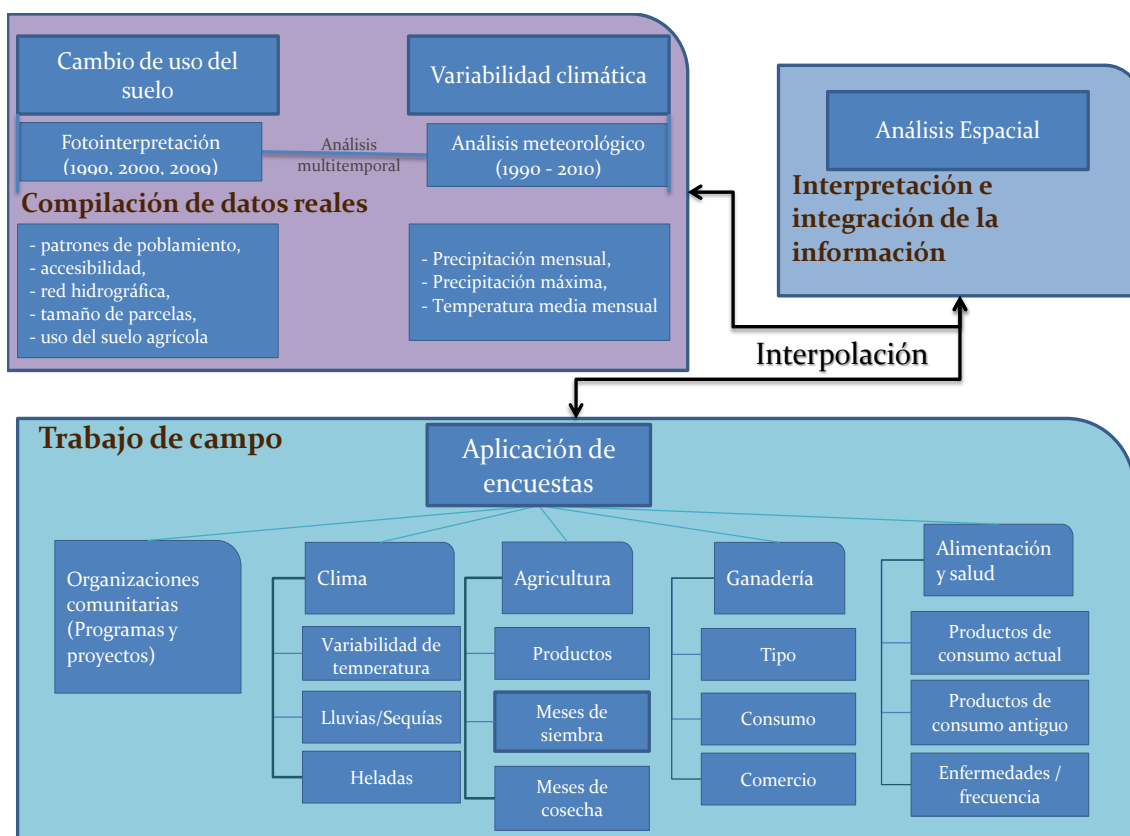 Cambio de uso del
suelo
Variabilidad climática
Fotointerpretación
(1990, 2000, 2009)
Análisis
multitemporal
Análisis meteorológico
(1990 - 2010)
Compilación de datos reales
- patrones de poblamiento,
- accesibilidad,
- red hidrográfica,
- tamaño de parcelas,
- uso del suelo agrícola
- Precipitación mensual,
- Precipitación máxima,
- Temperatura media mensual
Análisis Espacial
Interpretación e
integración de la
información
Interpolación
Trabajo de campo
Aplicación de
encuestas
Organizaciones
comunitarias
(Programas y
proyectos)
Clima
Variabilidad de
temperatura
Lluvias/Sequías
Heladas
Agricultura
Productos
Meses de
siembra
Meses de
cosecha
Ganadería
Tipo
Consumo
Comercio
Alimentación
y salud
Productos de
consumo actual
Productos de
consumo antiguo
Enfermedades /
frecuencia